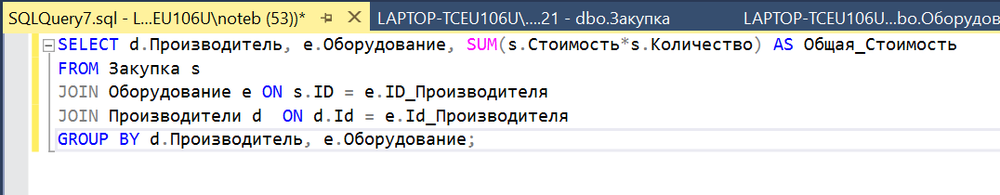 SQLQuery7.sql - L...EU106U\noteb (53))* LAPTOP-TCEU106U\....21 - dbo.Закупка LAPTOP-TCEU106U...bo.Оборудов
SELECT d.Производитель, e.Оборудование, SUM(s.Стоимость*s.Количество) AS Общая_Стоимость
FROM Закупка s
JOIN Оборудование e ON s.ID = e.ID_Производителя
JOIN Производители d  ON d.Id = e.Id_Производителя
GROUP BY d.Производитель, e.Оборудование;